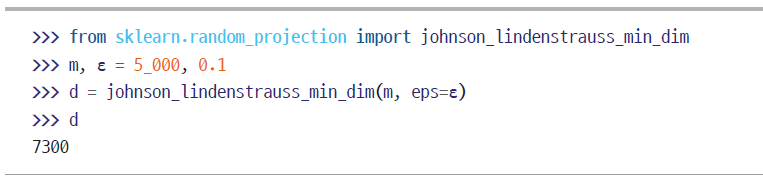 >>> from sklearn.random_projection import johnson_lindenstrauss_min_dim
>>> m, ε = 5_000, 0.1
>>> d = johnson_lindenstrauss_min_dim(m, eps=ε)
>>> d
7300